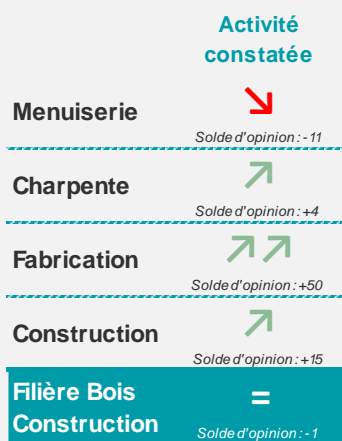 Activité
constatée
Menuiserie
Solde d'opinion : -11
Charpente
Solde d'opinion : +4
Fabrication
Solde d'opinion : +50
Construction
Solde d'opinion : +15
Filière Bois
Construction
=
Solde d'opinion : -1